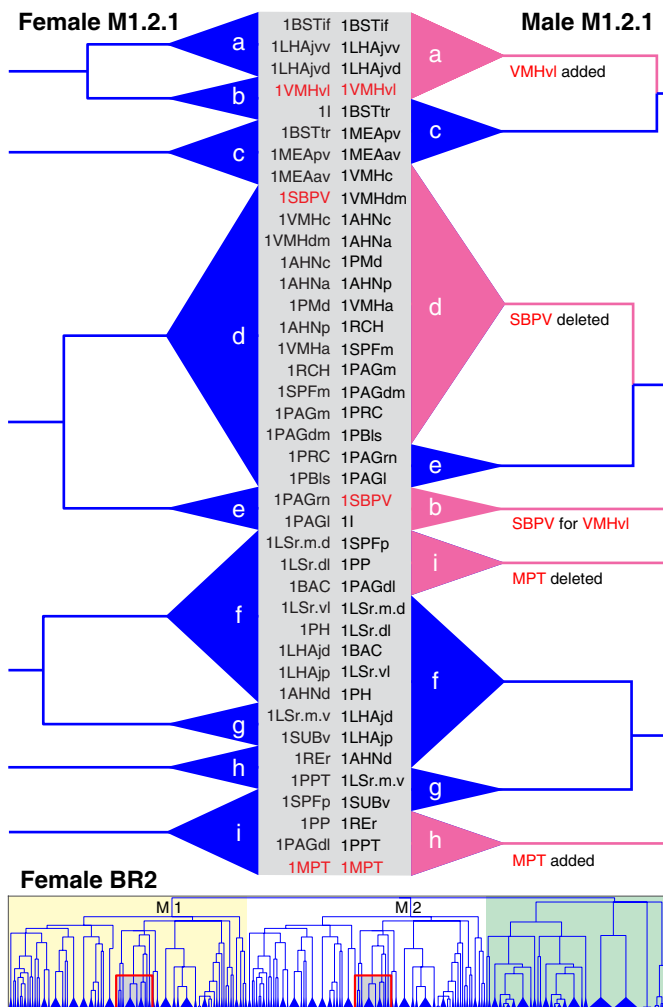 Female M1.2.1 Male M1.2.1
a 1BSTif 1BSTif a
1LHAjvv 1LHAjvv
1LHAjvd 1LHAjvd
VMHvl added
b 1VMHvl 1VMHvl
1I 1BSTtr
c 1BSTtr 1MEApv c
1MEApv 1MEAav
1MEAav 1VMHc
1SBPV 1VMHdm
1VMHc 1AHNc
1VMHdm 1AHNa
1AHNc 1PMd
1AHNa 1AHNp
1PMd 1VMHa
d d
1AHNp 1RCH
SBPV deleted
1VMHa 1SPFm
1RCH 1PAGm
1SPFm 1PAGdm
1PAGm 1PRC
1PAGdm 1PBls
1PRC 1PAGrn e
1PBls 1PAGl
e 1PAGrn 1SBPV b
1PAGl 1I
SBPV for VMHvl
1LSr.m.d 1SPFp
1LSr.dl 1PP i
MPT deleted
1BAC 1PAGdl
f 1LSr.vl 1LSr.m.d
1PH 1LSr.dl
1LHAjd 1BAC
1LHAjp 1LSr.vl f
1AHNd 1PH
g 1LSr.m.v 1LHAjd
1SUBv 1LHAjp
h 1REr 1AHNd
1PPT 1LSr.m.v g
1SPFp 1SUBv
i 1PP 1REr
1PAGdl 1PPT h
1MPT 1MPT
MPT added
Female BR2
M1 M2